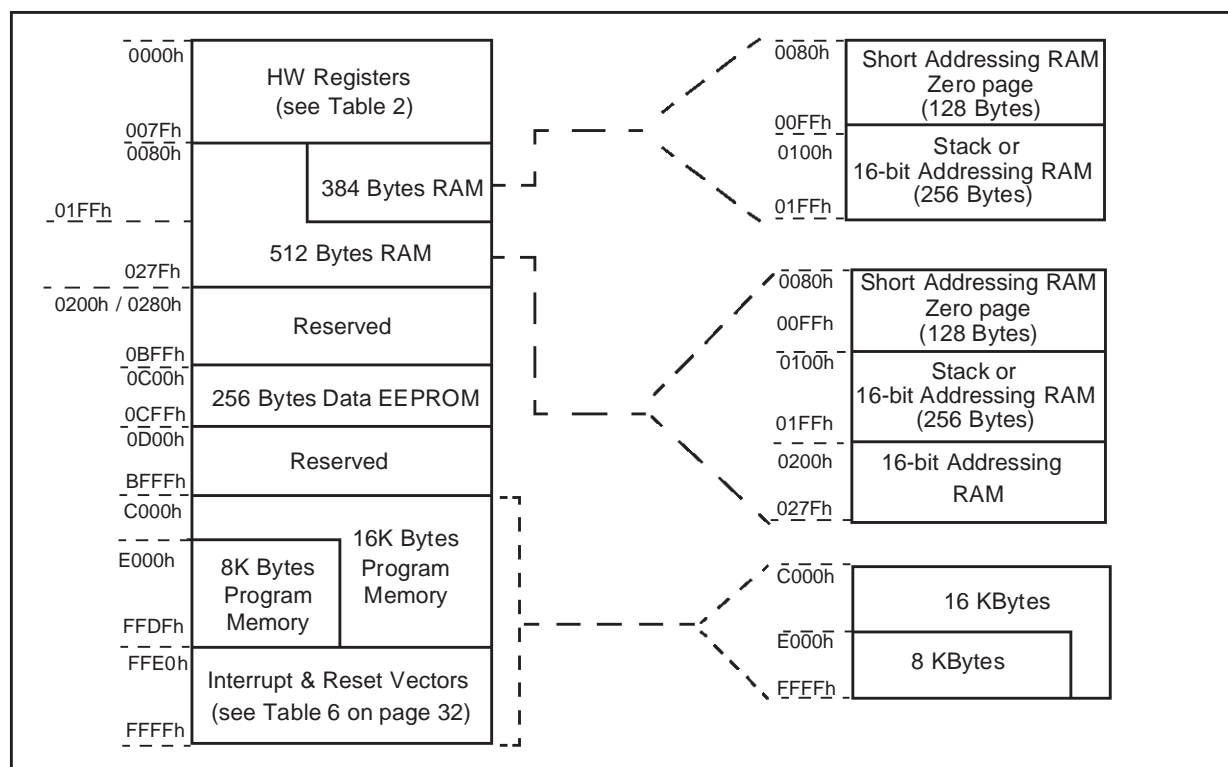 0000h
HW Registers
(see Table 2)
007Fh
0080h
384 Bytes RAM
01FFh
512 Bytes RAM
027Fh
0200h / 0280h
Reserved
0BFFh
0C00h
256 Bytes Data EEPROM
0CFFh
0D00h
Reserved
BFFFh
C000h
16K Bytes
Program
Memory
E000h
8K Bytes
Program
Memory
FFDFh
FFE0h
Interrupt & Reset Vectors
(see Table 6 on page 32)
FFFFh
0080h
Short Addressing RAM
Zero page
(128 Bytes)
00FFh
0100h
Stack or
16-bit Addressing RAM
(256 Bytes)
01FFh
0080h
Short Addressing RAM
Zero page
(128 Bytes)
00FFh
0100h
Stack or
16-bit Addressing RAM
(256 Bytes)
01FFh
0200h
16-bit Addressing
RAM
027Fh
C000h
16 KBytes
E000h
8 KBytes
FFFFh